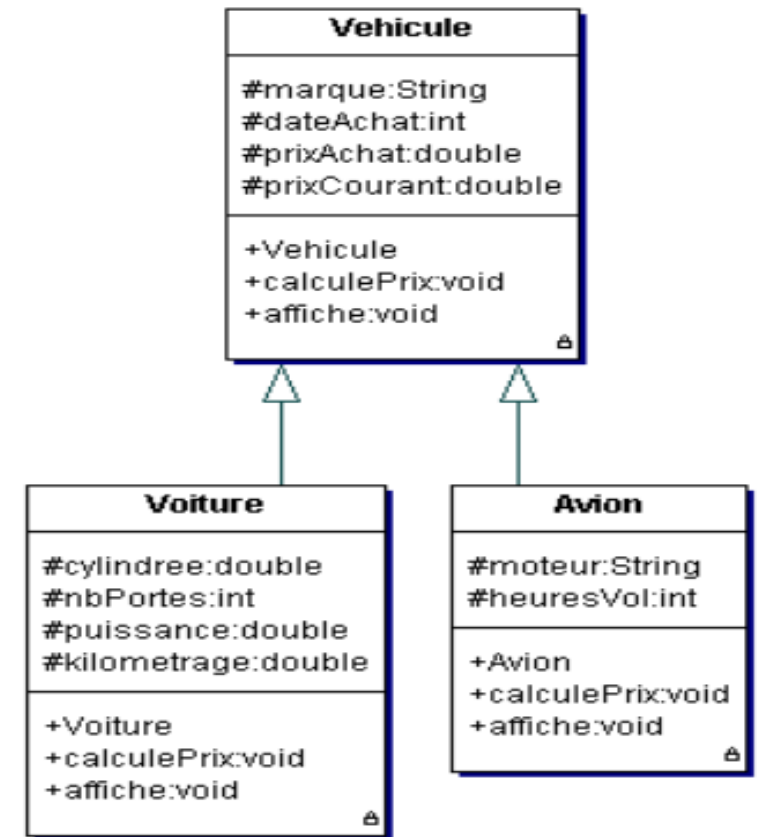 Vehicule
#marque:String
#dateAchat:int
#prixAchat:double
#prixCourant:double
+Vehicule
+calculePrix:void
+affiche:void
Voiture
#cylindree:double
#nbPortes:int
#puissance:double
#kilometrage:double
+Voiture
+calculePrix:void
+affiche:void
Avion
#moteur:String
#heuresVol:int
+Avion
+calculePrix:void
+affiche:void